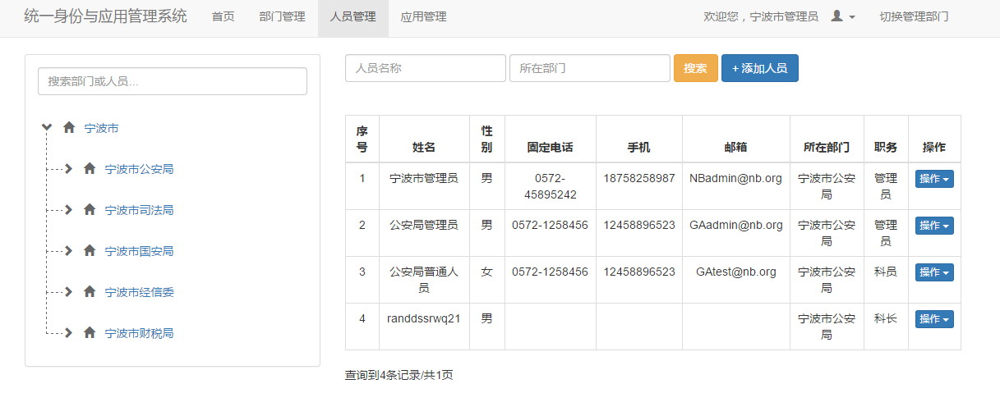 统一身份与应用管理系统 首页 部门管理 人员管理 应用管理 欢迎您，宁波市管理员 切换管理部门
搜索部门或人员...
宁波市
宁波市公安局
宁波市司法局
宁波市国安局
宁波市经信委
宁波市财税局
人员名称 所在部门 搜索 + 添加人员
序号 姓名 性别 固定电话 手机 邮箱 所在部门 职务 操作
1 宁波市管理员 男 0572-45895242 18758258987 NBadmin@nb.org 宁波市公安局 管理员 操作
2 公安局管理员 男 0572-1258456 12458896523 GAadmin@nb.org 宁波市公安局 管理员 操作
3 公安局普通人员 女 0572-1258456 12458896523 GAtest@nb.org 宁波市公安局 科员 操作
4 randdssrwq21 男 宁波市公安局 科长 操作
查询到4条记录/共1页